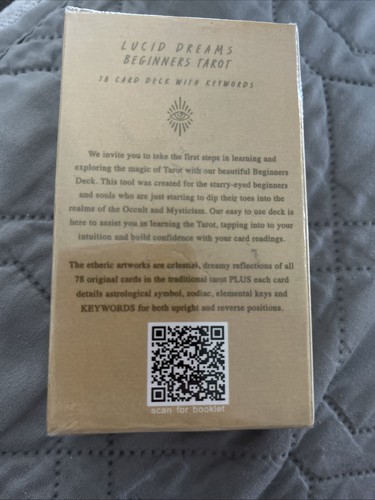 LUCID DREAMS
BEGINNERS TAROT
78 CARD DECK WITH KEYWORDS
We invite you to take the first steps in learning and
exploring the magic of Tarot with our beautiful Beginners
Deck. This tool was created for the starry-eyed beginners
and souls who are just starting to dip their toes into the
realms of the Occult and Mysticism. Our easy to use deck is
here to assist you in learning the Tarot, tapping into to your
intuition and build confidence with your card readings.
The etheric artworks are celestial, dreamy reflections of all
78 original cards in the traditional tarot PLUS each card
details astrological symbol, zodiac, elemental keys and
KEYWORDS for both upright and reverse positions.
scan for booklet